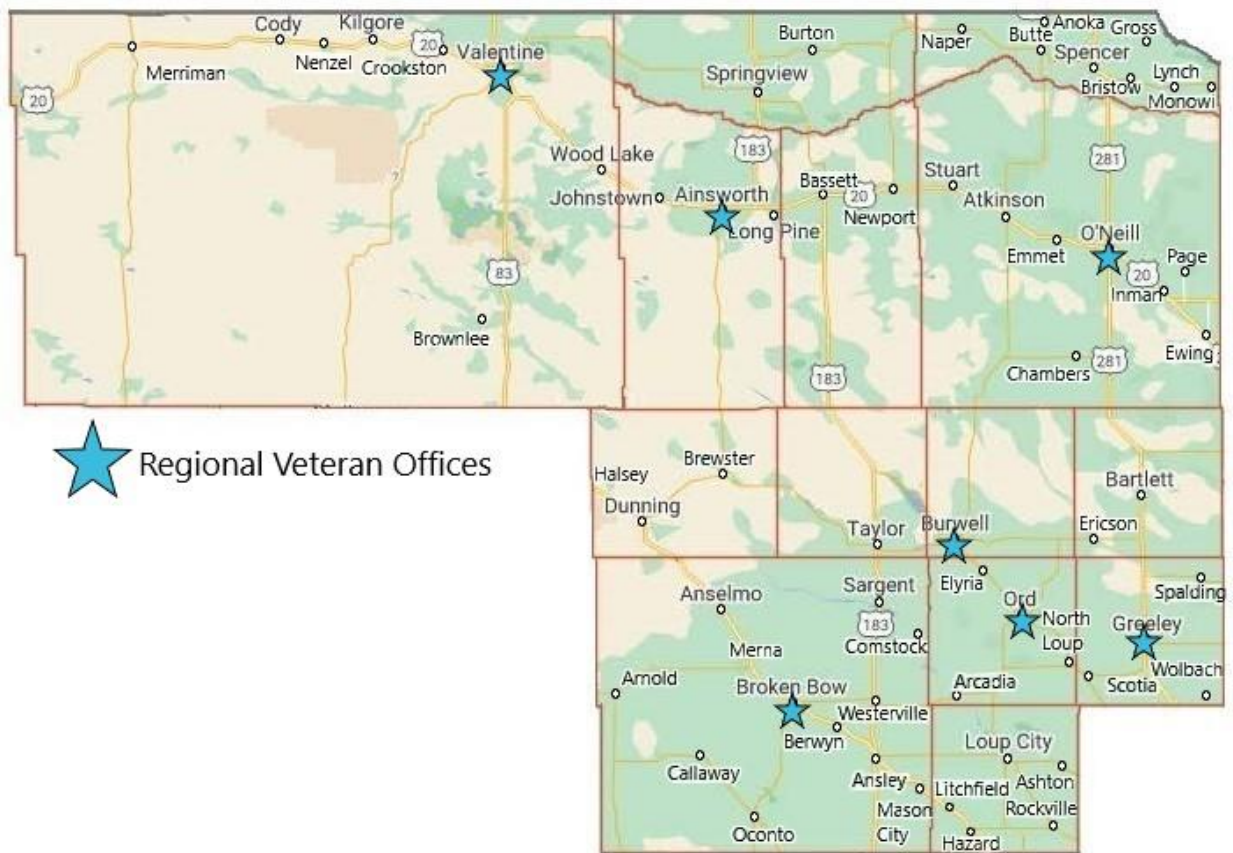 Cody
Kilgore
Merriman
Nenzel
Crookston
20
Valentine
20
Burton
Springview
Naper
Butte
Anoka
Gross
Spencer
Bristow
Lynch
Monowi
Wood Lake
183
281
Johnstown
Ainsworth
Long Pine
Bassett
20
Newport
Stuart
Atkinson
Emmet
O'Neill
20
Page
Inman
Ewing
83
Brownlee
183
Chambers
281
Regional Veteran Offices
Halsey
Brewster
Dunning
Taylor
Burwell
Bartlett
Ericson
Elyria
Anselmo
Sargent
183
Comstock
Merna
Ord
North
Loup
Spalding
Greeley
Wolbach
Scotia
Arnold
Broken Bow
Westerville
Arcadia
Berwyn
Callaway
Ansley
Mason
City
Oconto
Loup City
Litchfield
Ashton
Rockville
Hazard